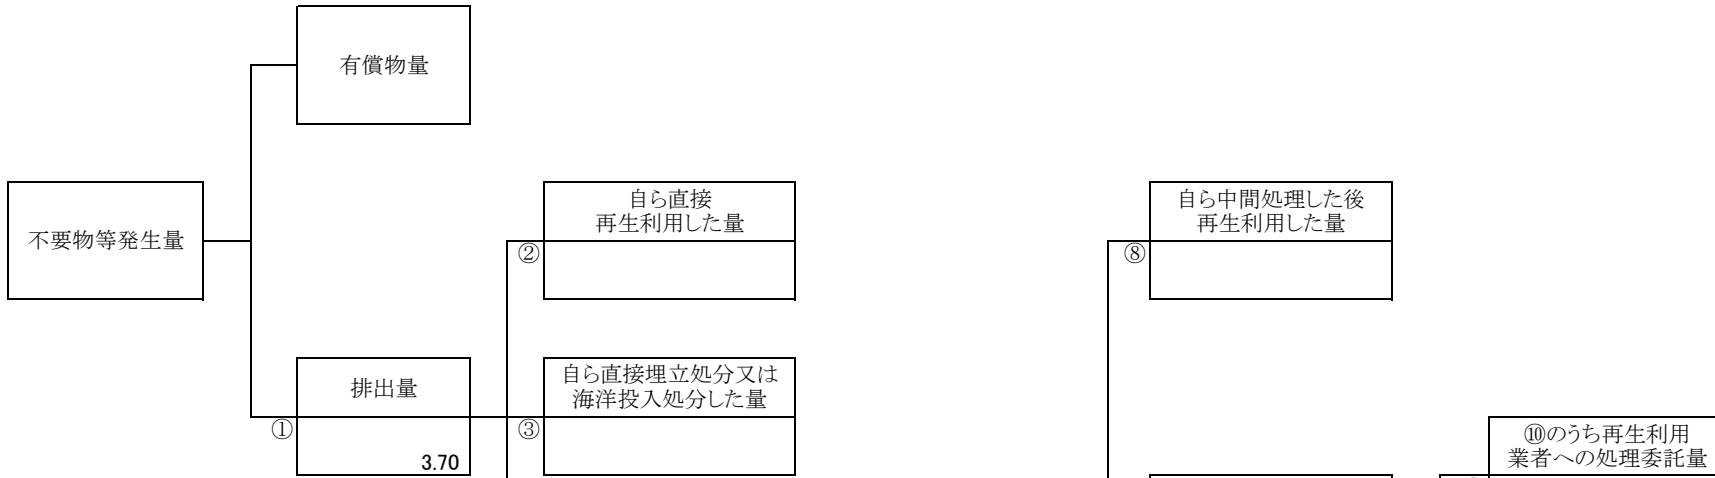 有償物量
不要物等発生量
自ら直接
再生利用した量
②
自ら中間処理した後
再生利用した量
⑧
排出量
①
3.70
自ら直接埋立処分又は
海洋投入処分した量
③
⑩のうち再生利用
業者への処理委託量